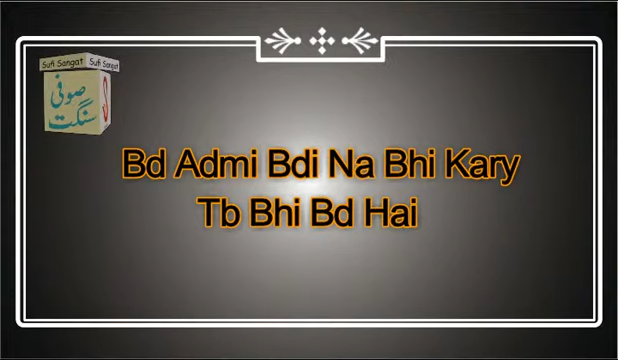 Sufi Sangat Sufi Sangat
صوفی
سنگت
Bd Admi Bdi Na Bhi Kary
Tb Bhi Bd Hai